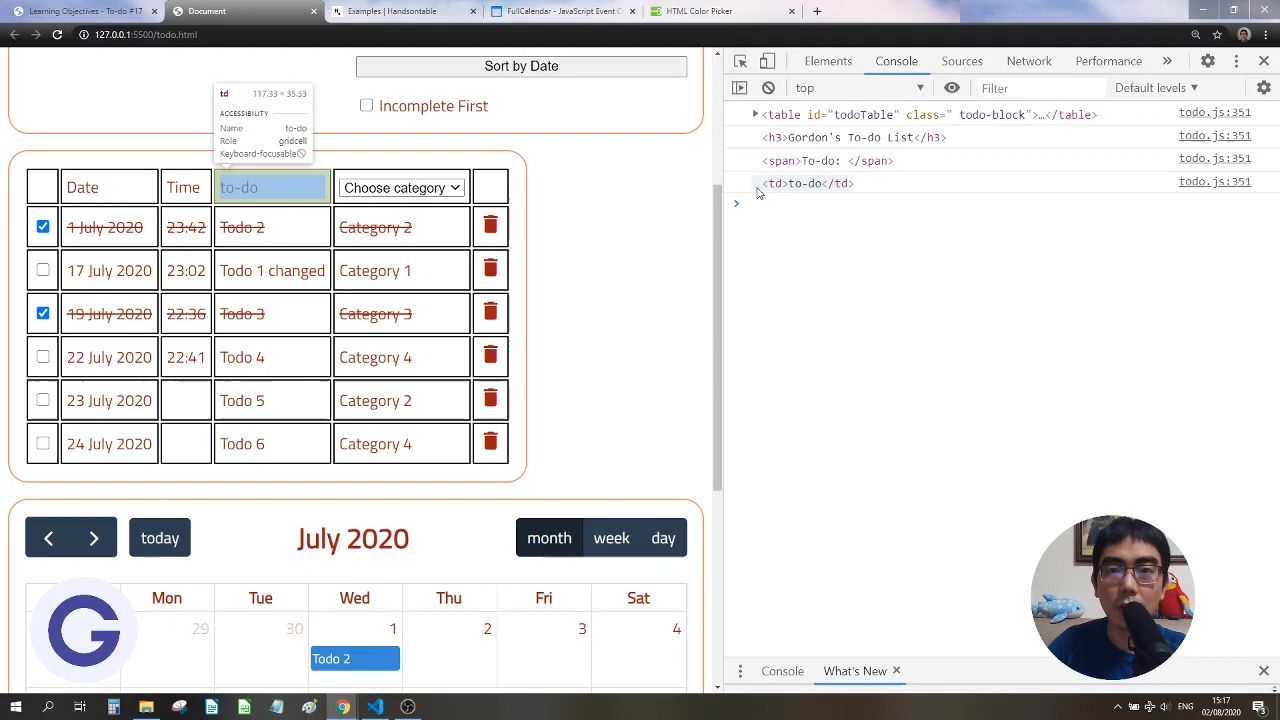 Learning Objectives - To-do #17
Document
Examples | Handsontable
FullCalendar - JavaScript Event C
HTML Color Picker
127.0.0.1:5500/todo.html
Sort by Date
Incomplete First
td 117.33 × 35.33
ACCESSIBILITY
Name to-do
Role gridcell
Keyboard-focusable
Date Time to-do Choose category
1 July 2020 23:42 Todo 2 Category 2
17 July 2020 23:02 Todo 1 changed Category 1
19 July 2020 22:36 Todo 3 Category 3
22 July 2020 22:41 Todo 4 Category 4
23 July 2020 Todo 5 Category 2
24 July 2020 Todo 6 Category 4
today
July 2020
month week day
Mon Tue Wed Thu Fri Sat
29 30 1 2 3 4
Todo 2
G
Elements Console Sources Network Performance »
top Filter Default levels
<table id="todoTable" class=" todo-block">…</table> todo.js:351
<h3>Gordon's To-do List</h3> todo.js:351
<span>To-do: </span> todo.js:351
<td>to-do</td> todo.js:351
Console What's New
15:17
02/08/2020